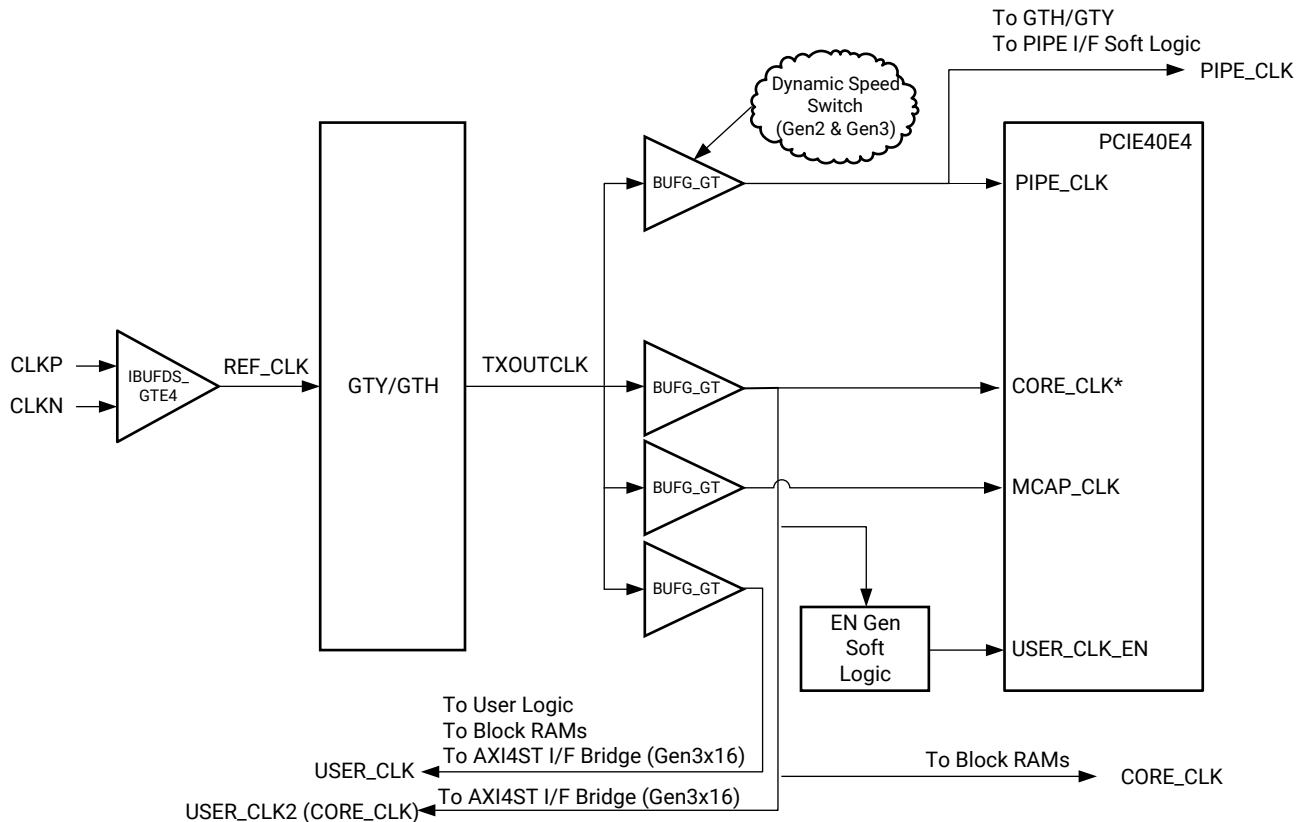 To GTH/GTY
To PIPE I/F Soft Logic
PIPE_CLK
Dynamic Speed
Switch
(Gen2 & Gen3)
PCIE40E4
BUFG_GT
PIPE_CLK
CLKP
CLKN
IBUFDS_
GTE4
REF_CLK
GTY/GTH
TXOUTCLK
BUFG_GT
CORE_CLK*
BUFG_GT
MCAP_CLK
BUFG_GT
EN Gen
Soft
Logic
USER_CLK_EN
To User Logic
To Block RAMs
To AXI4ST I/F Bridge (Gen3x16)
USER_CLK
To Block RAMs
CORE_CLK
To AXI4ST I/F Bridge (Gen3x16)
USER_CLK2 (CORE_CLK)